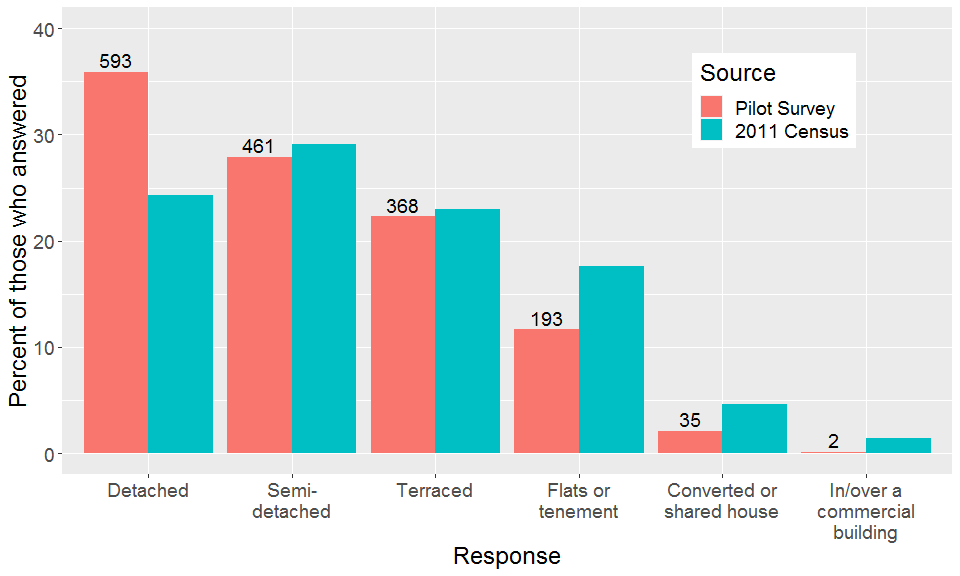 Percent of those who answered
40
30
20
10
0
593
461
368
193
35
2
Source
Pilot Survey
2011 Census
Detached
Semi-
detached
Terraced
Flats or
tenement
Converted or
shared house
In/over a
commercial
building
Response